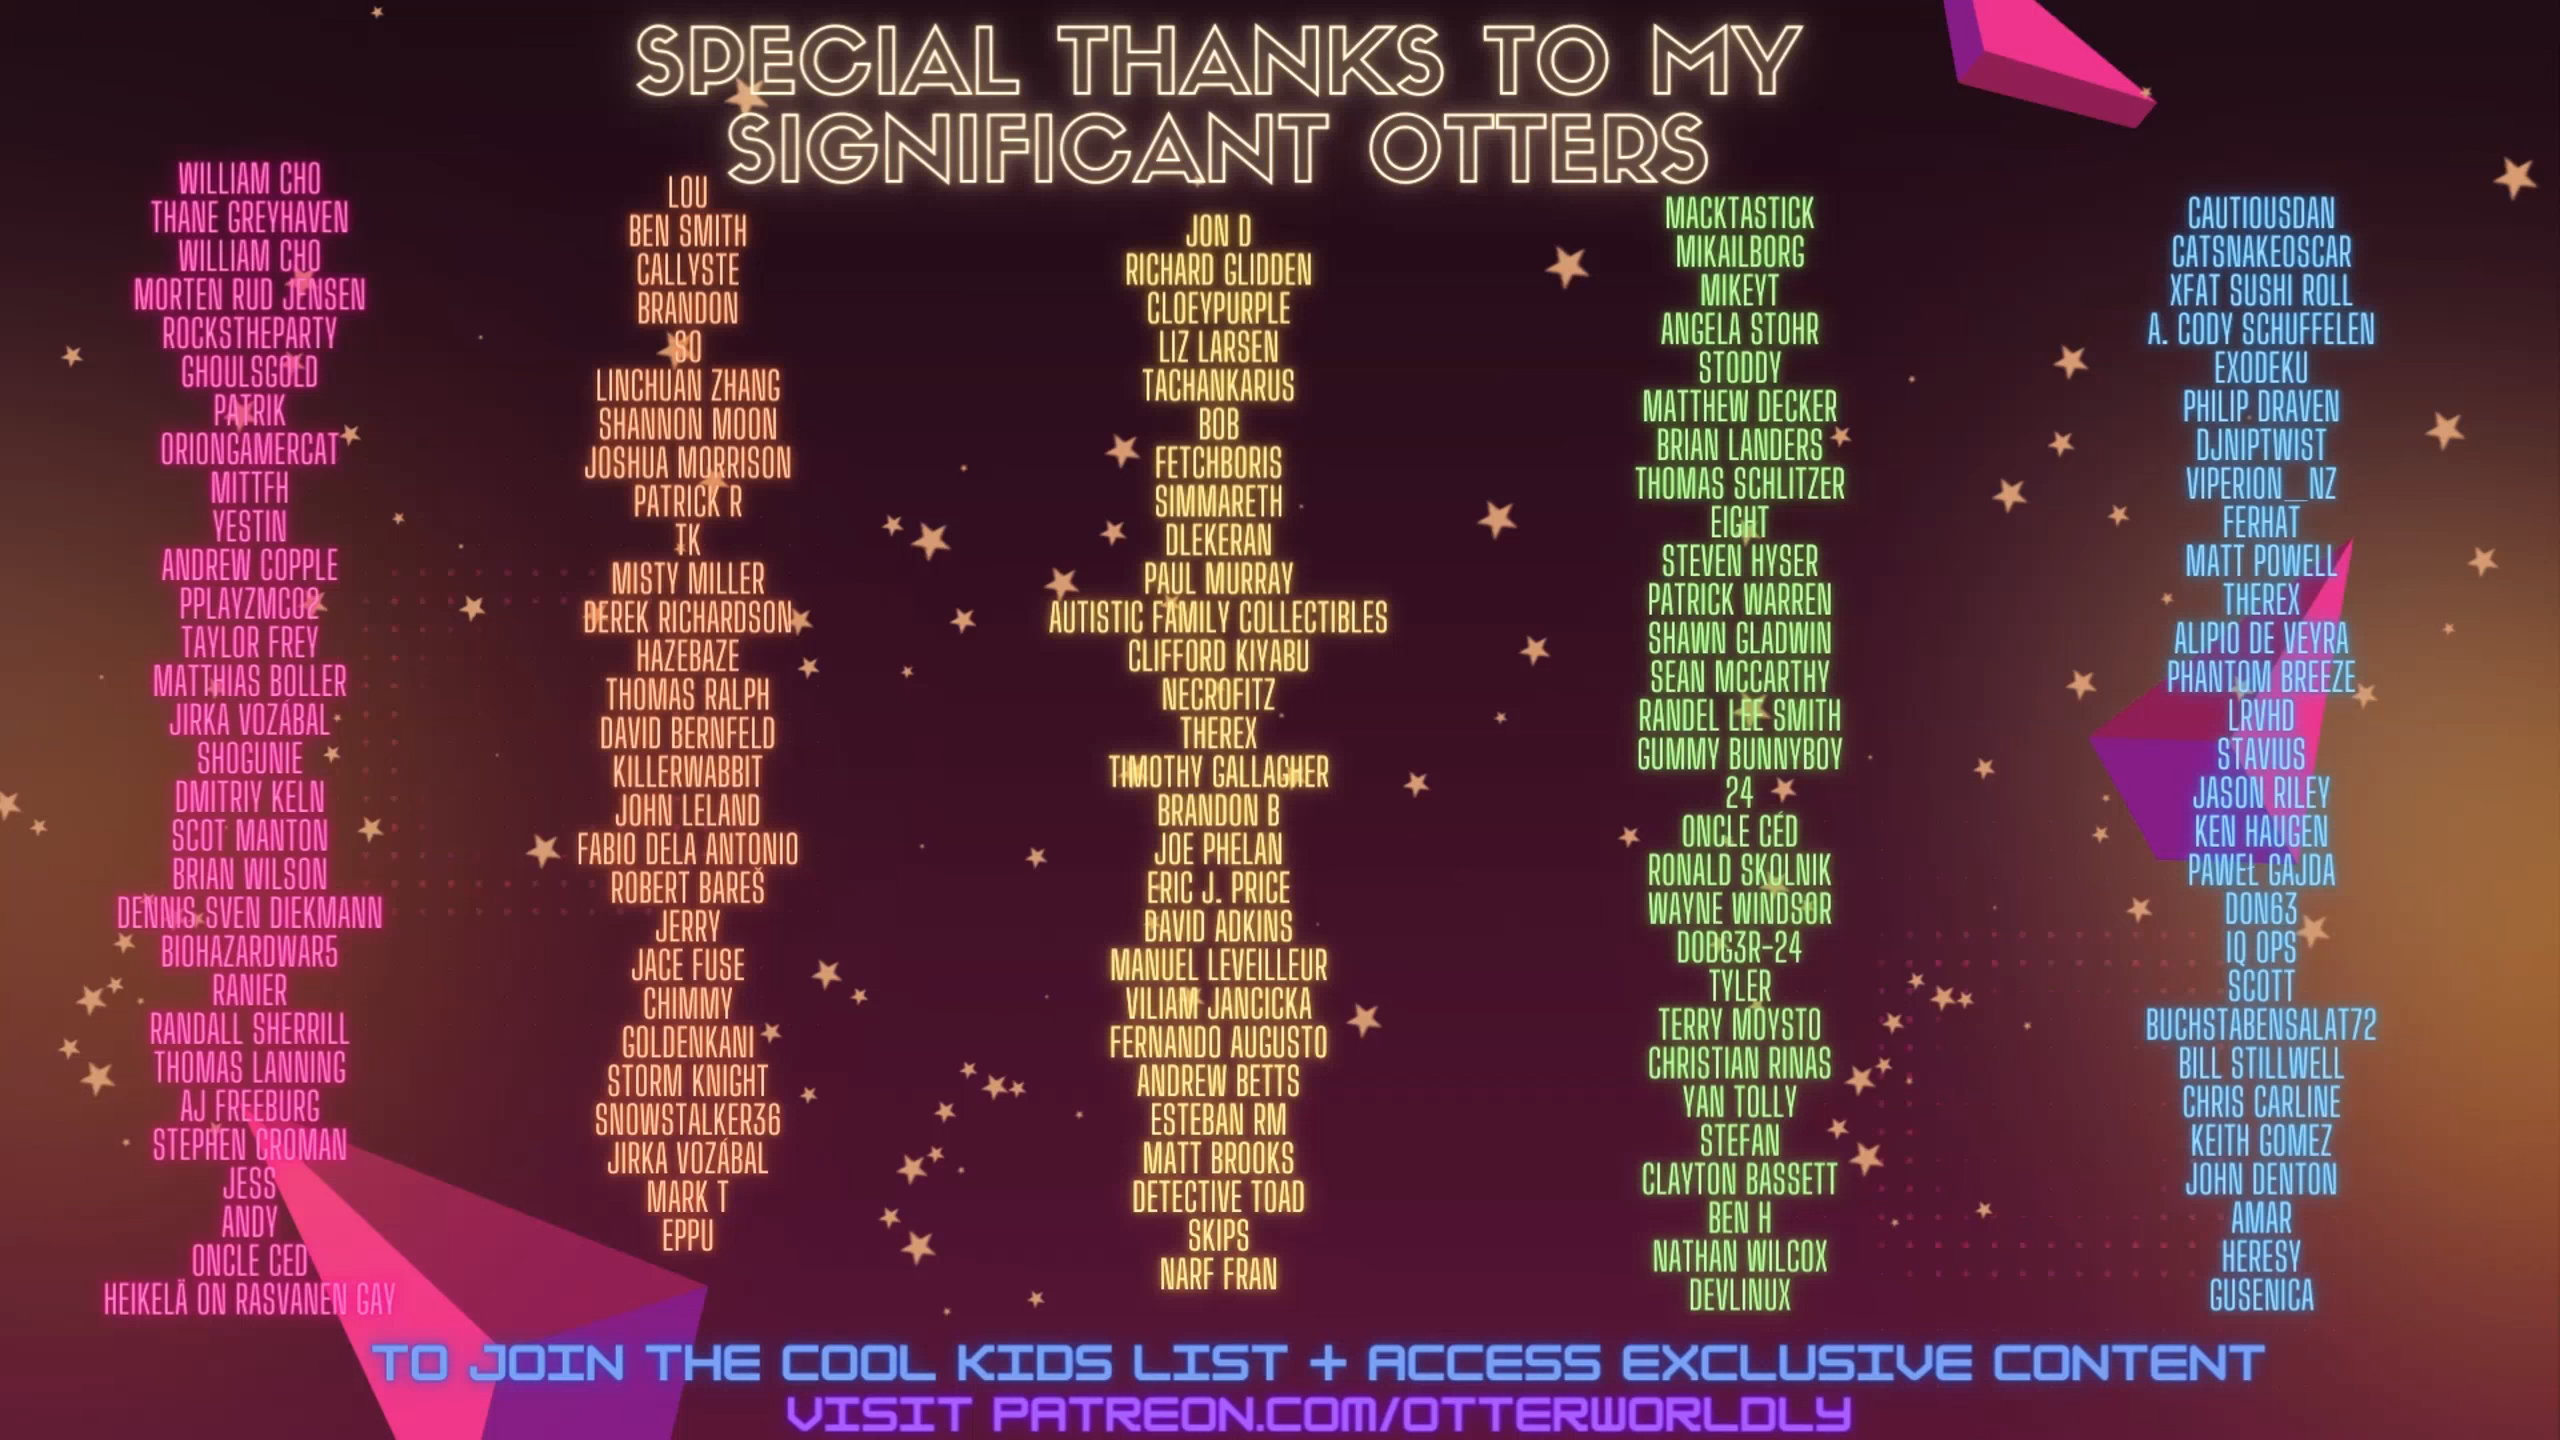 SPECIAL THANKS TO MY
SIGNIFICANT OTTERS
WILLIAM CHO
THANE GREYHAVEN
WILLIAM CHO
MORTEN RUD JENSEN
ROCKSTHEPARTY
GHOULSGOLD
PATRIK
ORIONGAMERCAT
MITTFH
YESTIN
ANDREW COPPLE
PPLAYZMC02
TAYLOR FREY
MATTHIAS BOLLER
JIRKA VOZÁBAL
SHOGUNIE
DMITRIY KELN
SCOT MANTON
BRIAN WILSON
DENNIS SVEN DIEKMANN
BIOHAZARDWAR5
RANIER
RANDALL SHERRILL
THOMAS LANNING
AJ FREEBURG
STEPHEN CROMAN
JESS
ANDY
ONCLE CED
HEIKELÄ ON RASVANEN GAY
LOU
BEN SMITH
CALLYSTE
BRANDON
SO
LINCHUAN ZHANG
SHANNON MOON
JOSHUA MORRISON
PATRICK R
TK
MISTY MILLER
DEREK RICHARDSON
HAZEBAZE
THOMAS RALPH
DAVID BERNFELD
KILLERWABBIT
JOHN LELAND
FABIO DELA ANTONIO
ROBERT BAREŠ
JERRY
JACE FUSE
CHIMMY
GOLDENKANI
STORM KNIGHT
SNOWSTALKER36
JIRKA VOZÁBAL
MARK T
EPPU
JON D
RICHARD GLIDDEN
CLOEYPURPLE
LIZ LARSEN
TACHANKARUS
BOB
FETCHBORIS
SIMMARETH
DLEKERAN
PAUL MURRAY
AUTISTIC FAMILY COLLECTIBLES
CLIFFORD KIYABU
NECROFITZ
THEREX
TIMOTHY GALLAGHER
BRANDON B
JOE PHELAN
ERIC J. PRICE
DAVID ADKINS
MANUEL LEVEILLEUR
VILIAM JANCICKA
FERNANDO AUGUSTO
ANDREW BETTS
ESTEBAN RM
MATT BROOKS
DETECTIVE TOAD
SKIPS
NARF FRAN
MACKTASTICK
MIKAILBORG
MIKEYT
ANGELA STOHR
STODDY
MATTHEW DECKER
BRIAN LANDERS
THOMAS SCHLITZER
EIGHT
STEVEN HYSER
PATRICK WARREN
SHAWN GLADWIN
SEAN MCCARTHY
RANDEL LEE SMITH
GUMMY BUNNYBOY
24
ONCLE CÉD
RONALD SKOLNIK
WAYNE WINDSOR
DODG3R-24
TYLER
TERRY MOYSTO
CHRISTIAN RINAS
YAN TOLLY
STEFAN
CLAYTON BASSETT
BEN H
NATHAN WILCOX
DEVLINUX
CAUTIOUSDAN
CATSNAKEOSCAR
XFAT SUSHI ROLL
A. CODY SCHUFFELEN
EXODEKU
PHILIP DRAVEN
DJNIPTWIST
VIPERION_NZ
FERHAT
MATT POWELL
THEREX
ALIPIO DE VEYRA
PHANTOM BREEZE
LRVHD
STAVIUS
JASON RILEY
KEN HAUGEN
PAWEŁ GAJDA
DON63
IQ OPS
SCOTT
BUCHSTABENSALAT72
BILL STILLWELL
CHRIS CARLINE
KEITH GOMEZ
JOHN DENTON
AMAR
HERESY
GUSENICA
TO JOIN THE COOL KIDS LIST + ACCESS EXCLUSIVE CONTENT
VISIT PATREON.COM/OTTERWORLDLY